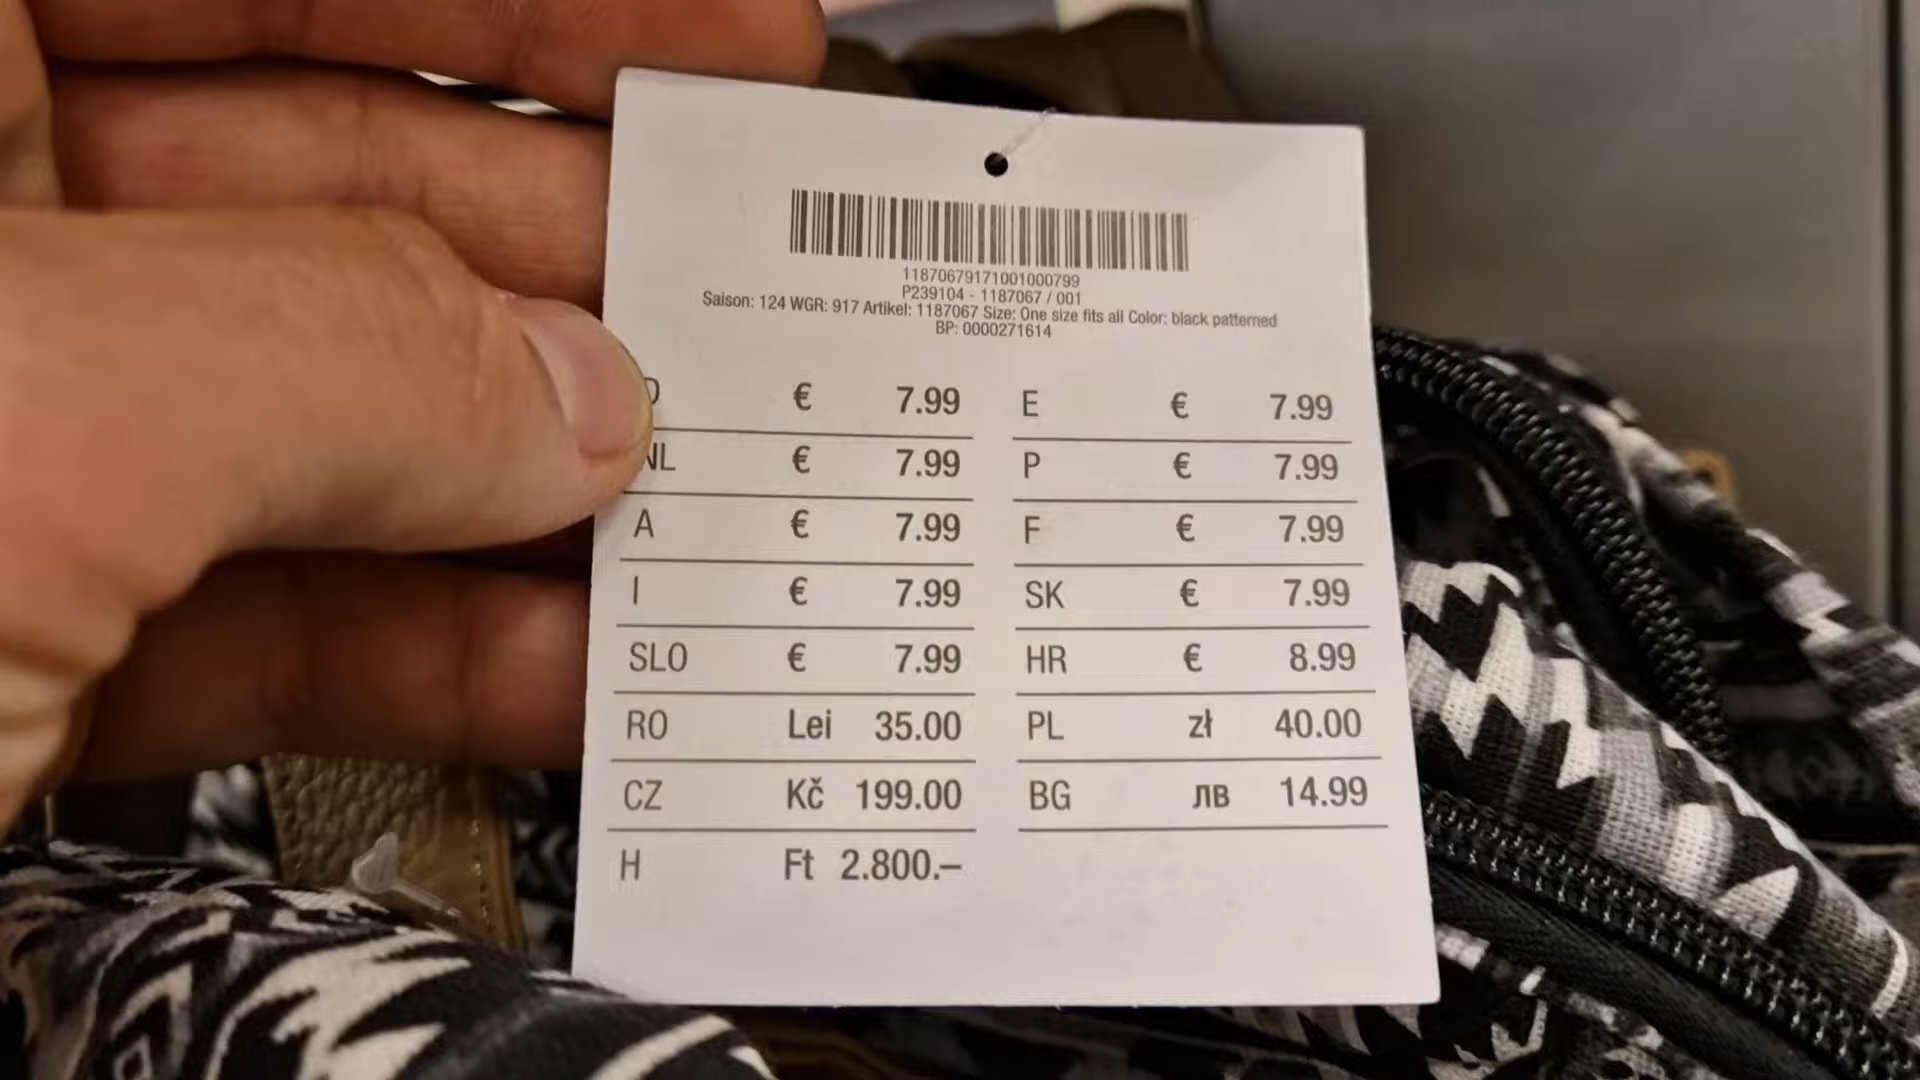 11870679171001000799
P239104 - 1187067 / 001
Saison: 124 WGR: 917 Artikel: 1187067 Size: One size fits all Color: black patterned
BP: 0000271614
D € 7.99
NL € 7.99
A € 7.99
I € 7.99
SLO € 7.99
RO Lei 35.00
CZ Kč 199.00
H Ft 2.800.–
E € 7.99
P € 7.99
F € 7.99
SK € 7.99
HR € 8.99
PL zł 40.00
BG лв 14.99